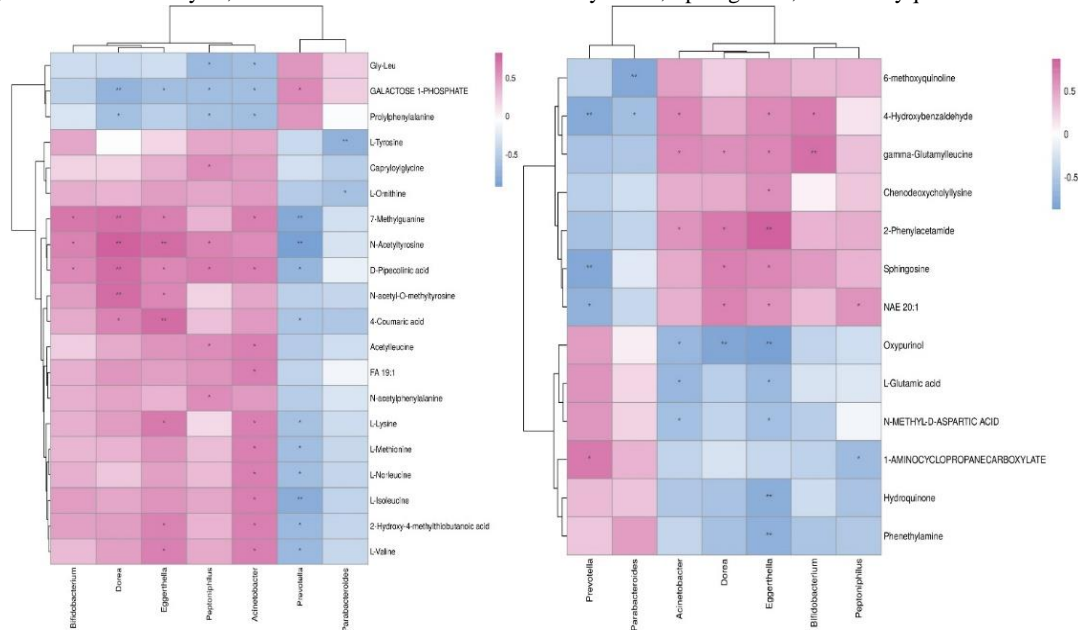 Gly-Leu
GALACTOSE 1-PHOSPHATE
Prolylphenylalanine
L-Tyrosine
Capryloylglycine
L-Ornithine
7-Methylguanine
N-Acetyltyrosine
D-Pipecolinic acid
N-acetyl-O-methyltyrosine
4-Coumaric acid
Acetylleucine
FA 19:1
N-acetylphenylalanine
L-Lysine
L-Methionine
L-Norleucine
L-Isoleucine
2-Hydroxy-4-methylthiobutanoic acid
L-Valine
Bifidobacterium
Dorea
Eggerthella
Peptoniphilus
Acinetobacter
Prevotella
Parabacteroides
0.5
0
-0.5
6-methoxyquinoline
4-Hydroxybenzaldehyde
gamma-Glutamylleucine
Chenodeoxycholyllysine
2-Phenylacetamide
Sphingosine
NAE 20:1
Oxypurinol
L-Glutamic acid
N-METHYL-D-ASPARTIC ACID
1-AMINOCYCLOPROPANECARBOXYLATE
Hydroquinone
Phenethylamine
Prevotella
Parabacteroides
Acinetobacter
Dorea
Eggerthella
Bifidobacterium
Peptoniphilus
0.5
0
-0.5